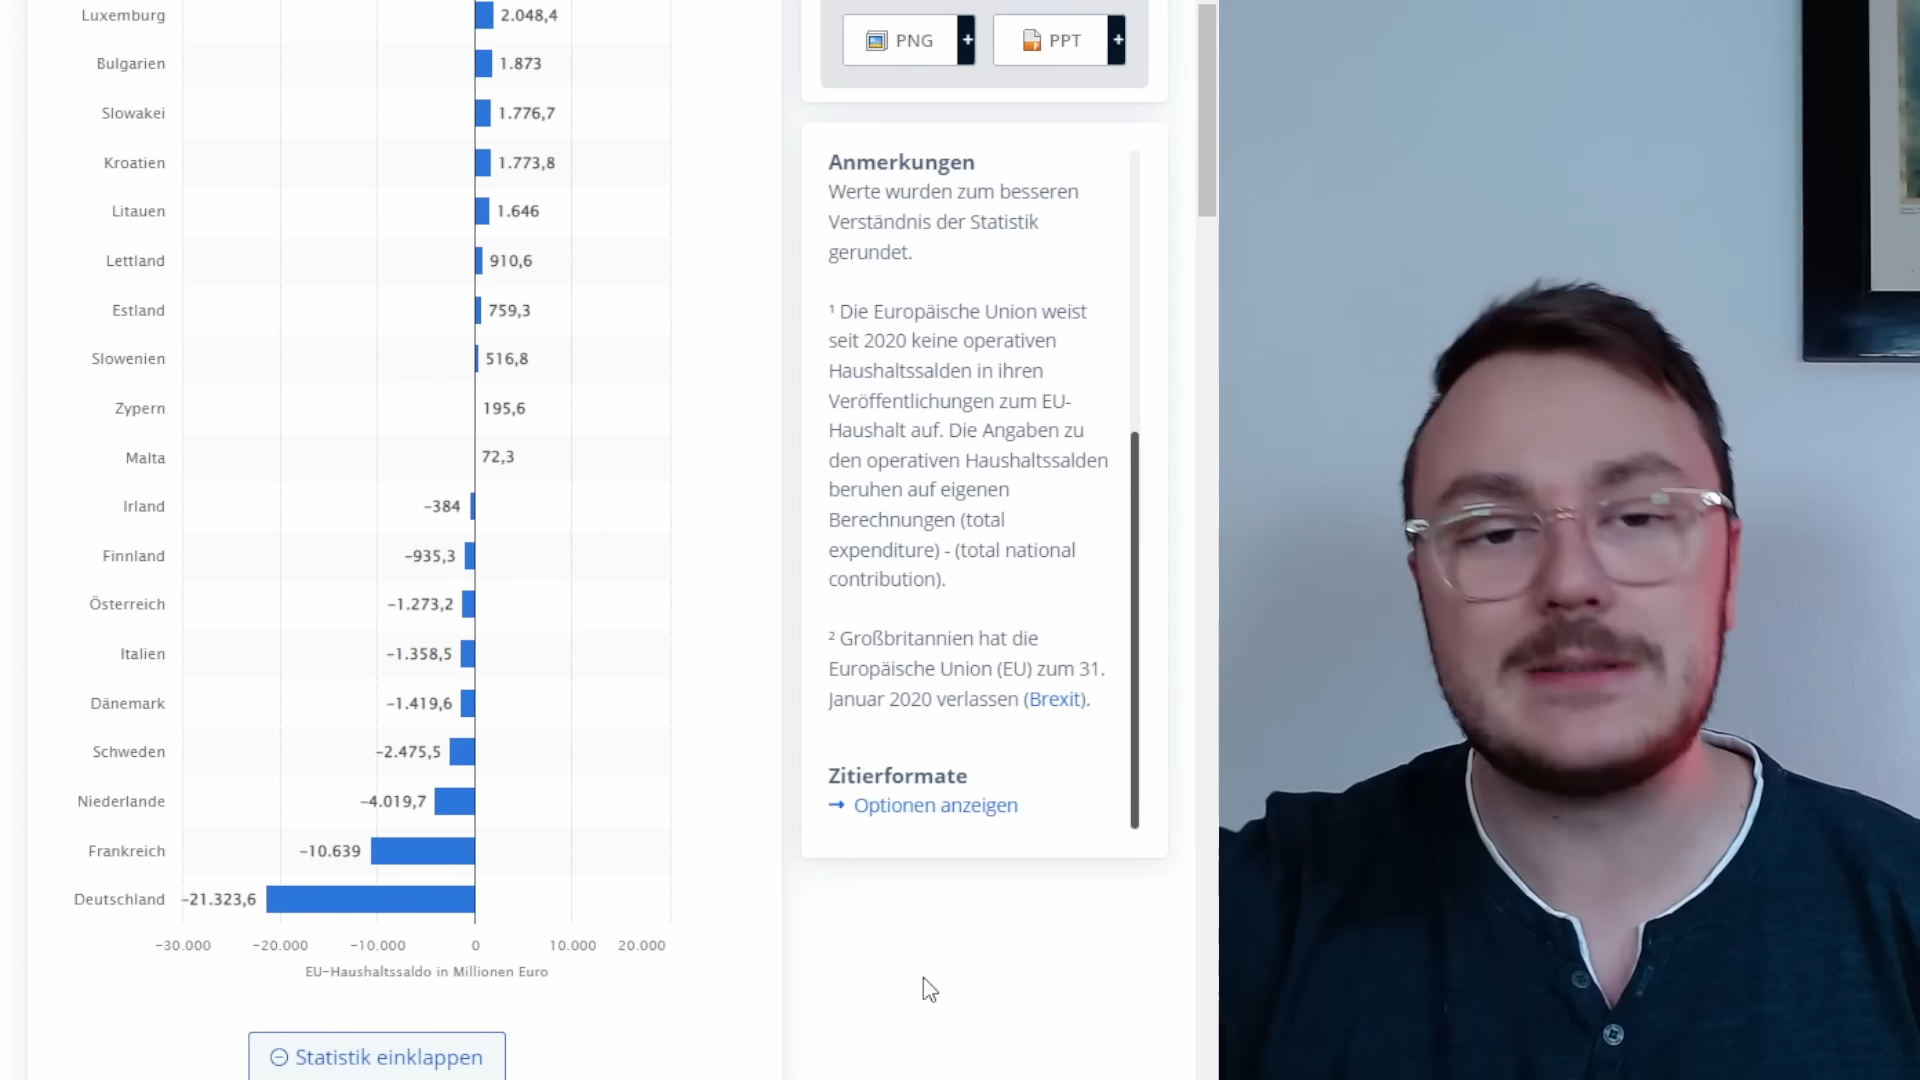 Luxemburg 2.048,4
Bulgarien 1.873
Slowakei 1.776,7
Kroatien 1.773,8
Litauen 1.646
Lettland 910,6
Estland 759,3
Slowenien 516,8
Zypern 195,6
Malta 72,3
Irland −384
Finnland −935,3
Österreich −1.273,2
Italien −1.358,5
Dänemark −1.419,6
Schweden −2.475,5
Niederlande −4.019,7
Frankreich −10.639
Deutschland −21.323,6
−30.000 −20.000 −10.000 0 10.000 20.000
EU−Haushaltssaldo in Millionen Euro
Statistik einklappen
PNG + PPT +
Anmerkungen
Werte wurden zum besseren
Verständnis der Statistik
gerundet.
¹ Die Europäische Union weist
seit 2020 keine operativen
Haushaltssalden in ihren
Veröffentlichungen zum EU-
Haushalt auf. Die Angaben zu
den operativen Haushaltssalden
beruhen auf eigenen
Berechnungen (total
expenditure) - (total national
contribution).
² Großbritannien hat die
Europäische Union (EU) zum 31.
Januar 2020 verlassen (Brexit).
Zitierformate
→ Optionen anzeigen